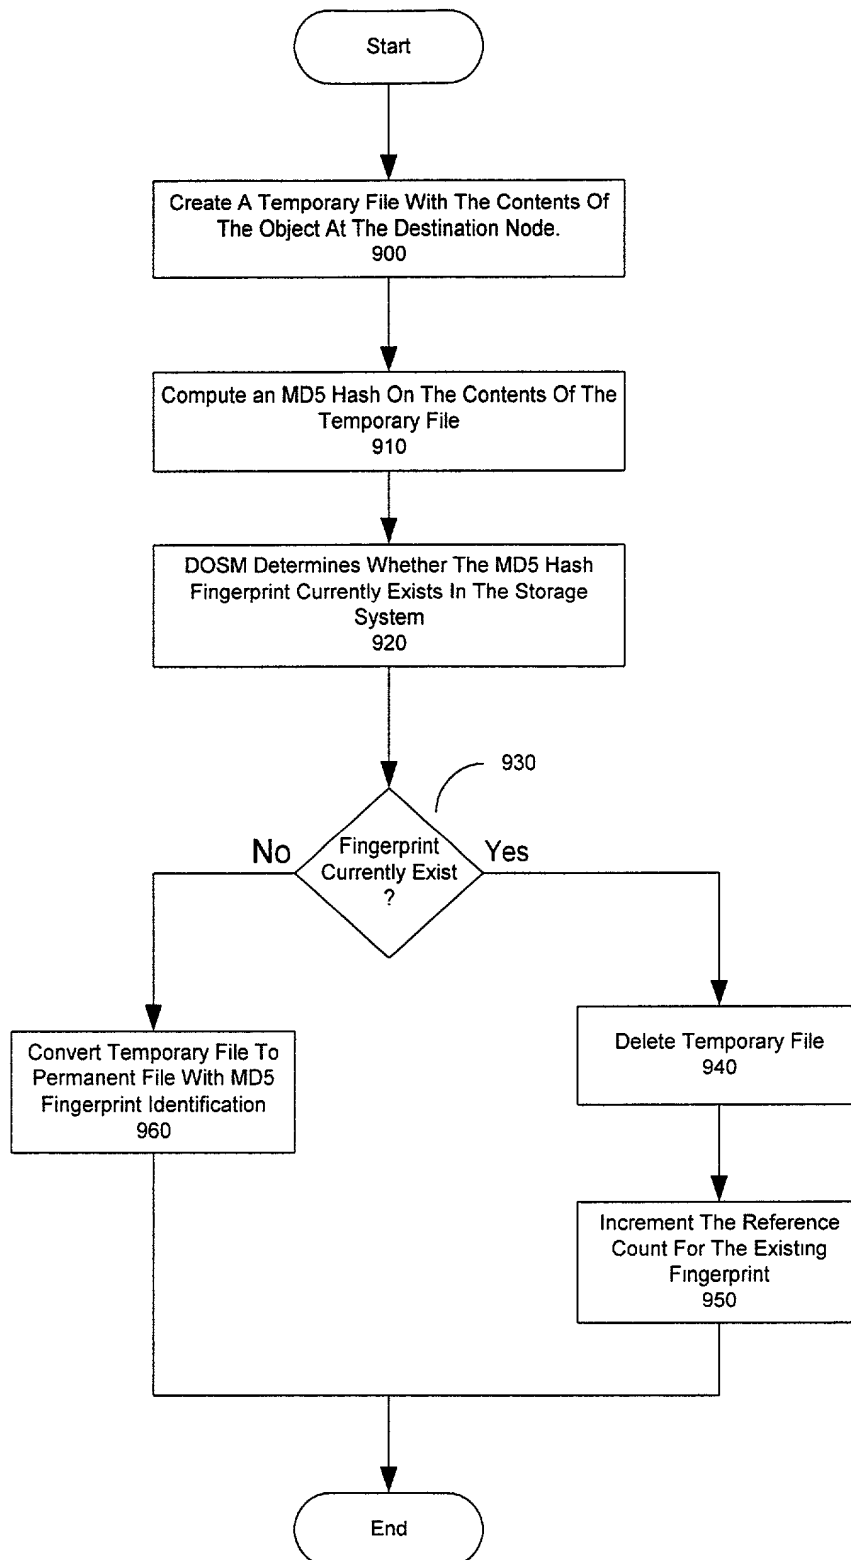 Start
Create A Temporary File With The Contents Of
The Object At The Destination Node.
900
Compute an MD5 Hash On The Contents Of The
Temporary File
910
DOSM Determines Whether The MD5 Hash
Fingerprint Currently Exists In The Storage
System
920
930
No
Fingerprint
Currently Exist
?
Yes
Convert Temporary File To
Permanent File With MD5
Fingerprint Identification
960
Delete Temporary File
940
Increment The Reference
Count For The Existing
Fingerprint
950
End